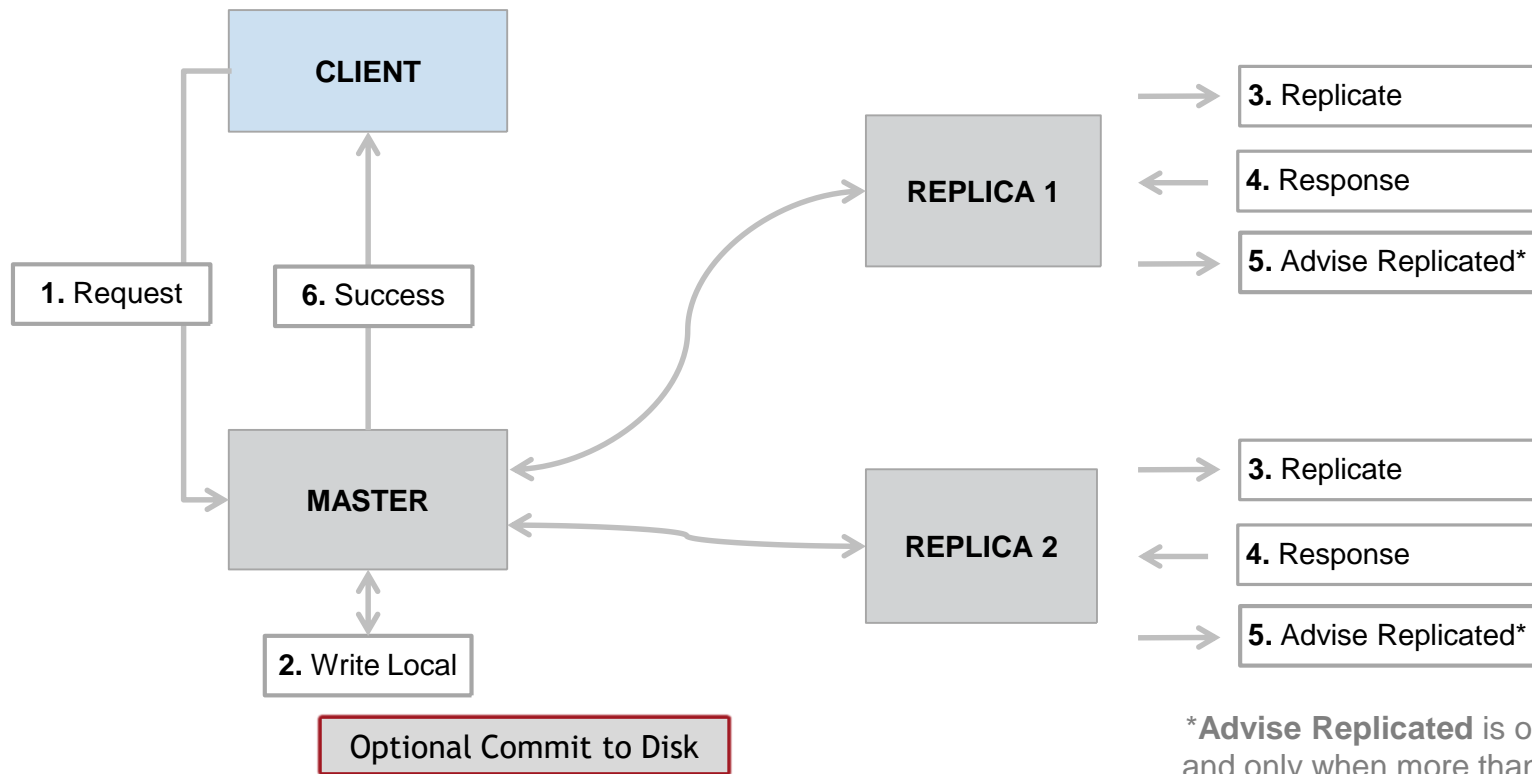 CLIENT
1. Request
6. Success
MASTER
2. Write Local
Optional Commit to Disk
REPLICA 1
3. Replicate
4. Response
5. Advise Replicated*
REPLICA 2
3. Replicate
4. Response
5. Advise Replicated*
*Advise Replicated is
and only when more than